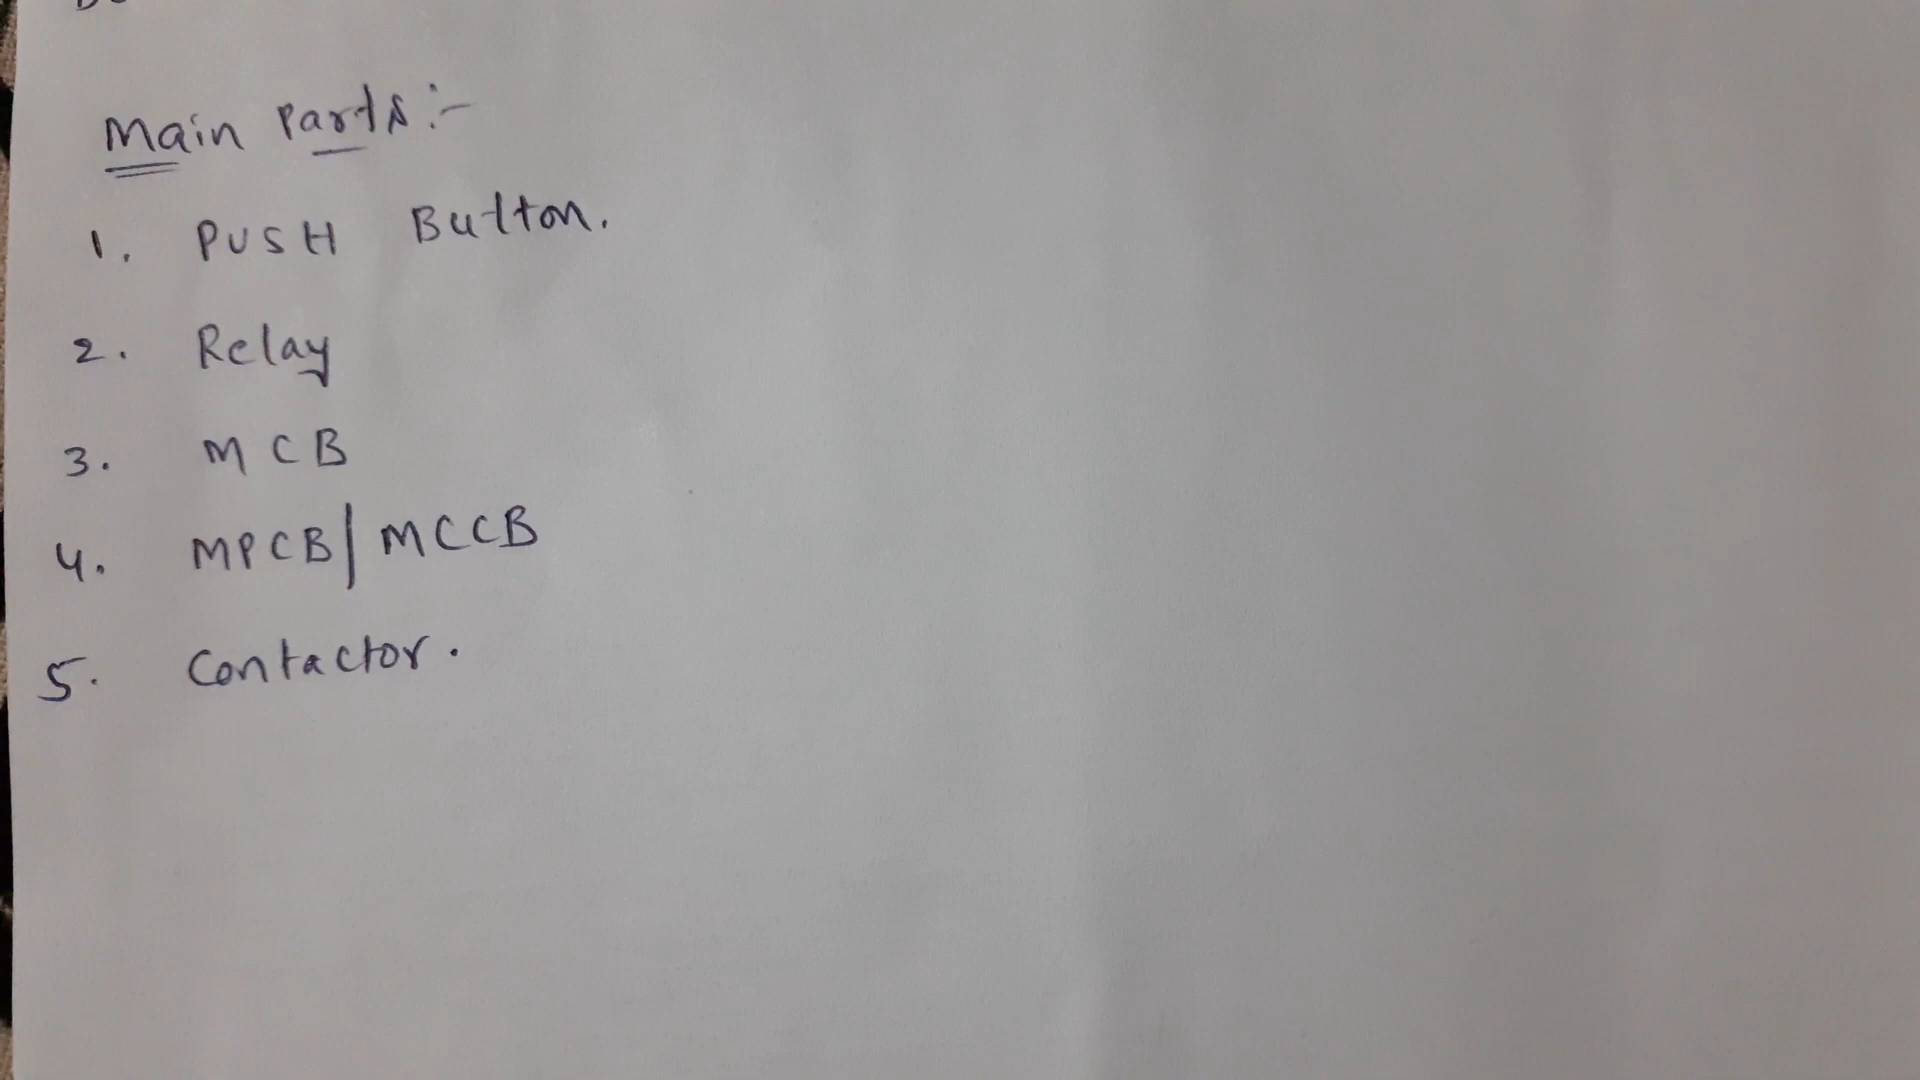 Main Parts :-
1. PUSH Button.
2. Relay
3. MCB
4. MPCB/MCCB
5. Contactor.